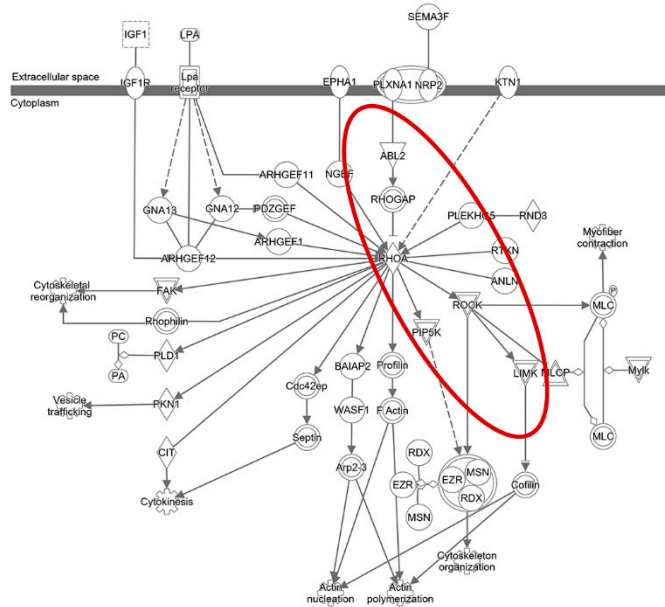 SEMA3F
IGF1
LPA
Extracellular space
IGF1R
Lpa
receptor
EPHA1
PLXNA1
NRP2
KTN1
Cytoplasm
ABL2
ARHGEF11
NGEF
RHOGAP
GNA13
GNA12
PDZGEF
PLEKHG5
RND3
ARHGEF1
RTKN
Myofiber
contraction
ARHGEF12
RHOA
ANLN
Cytoskeletal
reorganization
FAK
ROCK
P
MLC
Rhophilin
PIP5K
PC
PLD1
PA
BAIAP2
Profilin
LIMK
MLCP
Mylk
Vesicle
trafficking
PKN1
Cdc42ep
WASF1
F Actin
CIT
Septin
MLC
Arp2-3
RDX
EZR
MSN
EZR
MSN
RDX
Cofilin
Cytokinesis
Cytoskeleton
organization
Actin
nucleation
Actin
polymerization